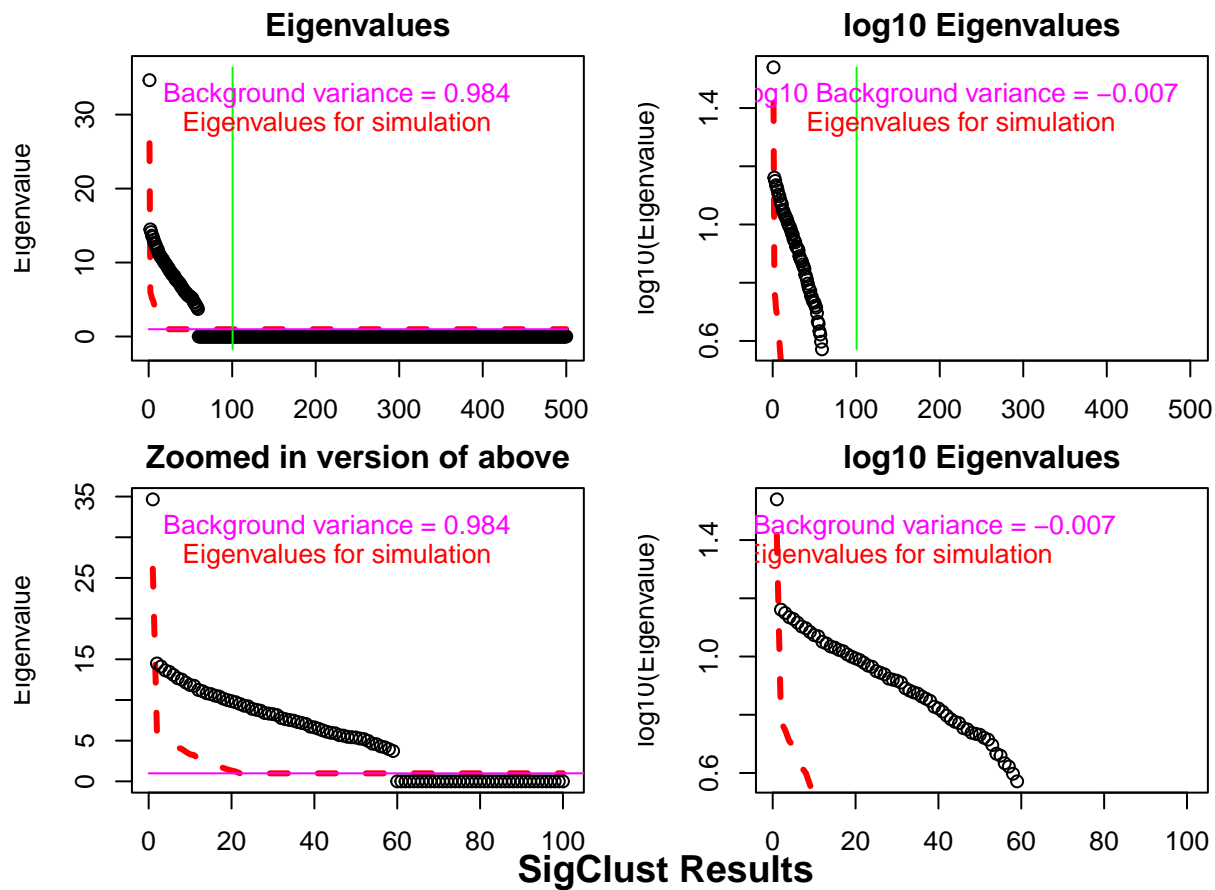 Eigenvalues
Background variance = 0.984
Eigenvalues for simulation
Eigenvalue
0 10 20 30
0 100 200 300 400 500
log10 Eigenvalues
og10 Background variance = −0.007
Eigenvalues for simulation
log10(Eigenvalue)
0.6 1.0 1.4
0 100 200 300 400 500
Zoomed in version of above
Background variance = 0.984
Eigenvalues for simulation
Eigenvalue
0 5 15 25 35
0 20 40 60 80 100
log10 Eigenvalues
Background variance = −0.007
Eigenvalues for simulation
log10(Eigenvalue)
0.6 1.0 1.4
0 20 40 60 80 100
SigClust Results